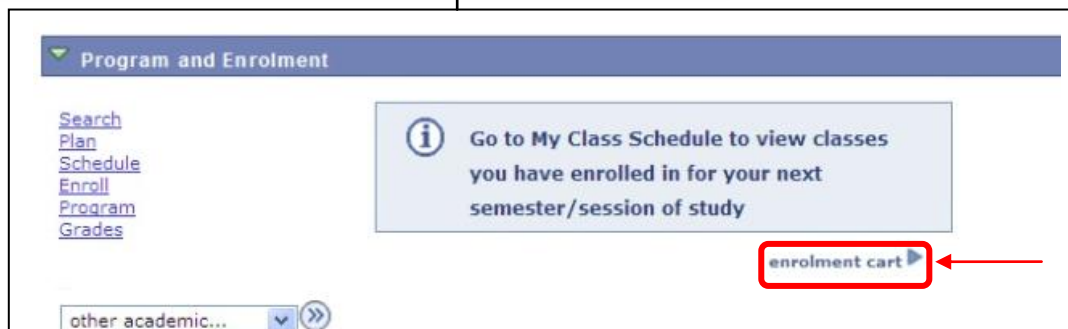 Program and Enrolment
Search
Plan
Schedule
Enroll
Program
Grades
Go to My Class Schedule to view classes
you have enrolled in for your next
semester/session of study
enrolment cart
other academic...